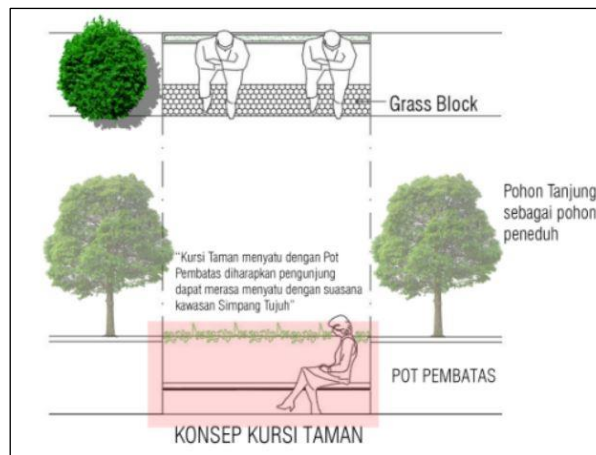 Grass Block
Pohon Tanjung
sebagai pohon
peneduh
"Kursi Taman menyatu dengan Pot
Pembatas diharapkan pengunjung
dapat merasa menyatu dengan suasana
kawasan Simpang Tujuh"
POT PEMBATAS
KONSEP KURSI TAMAN